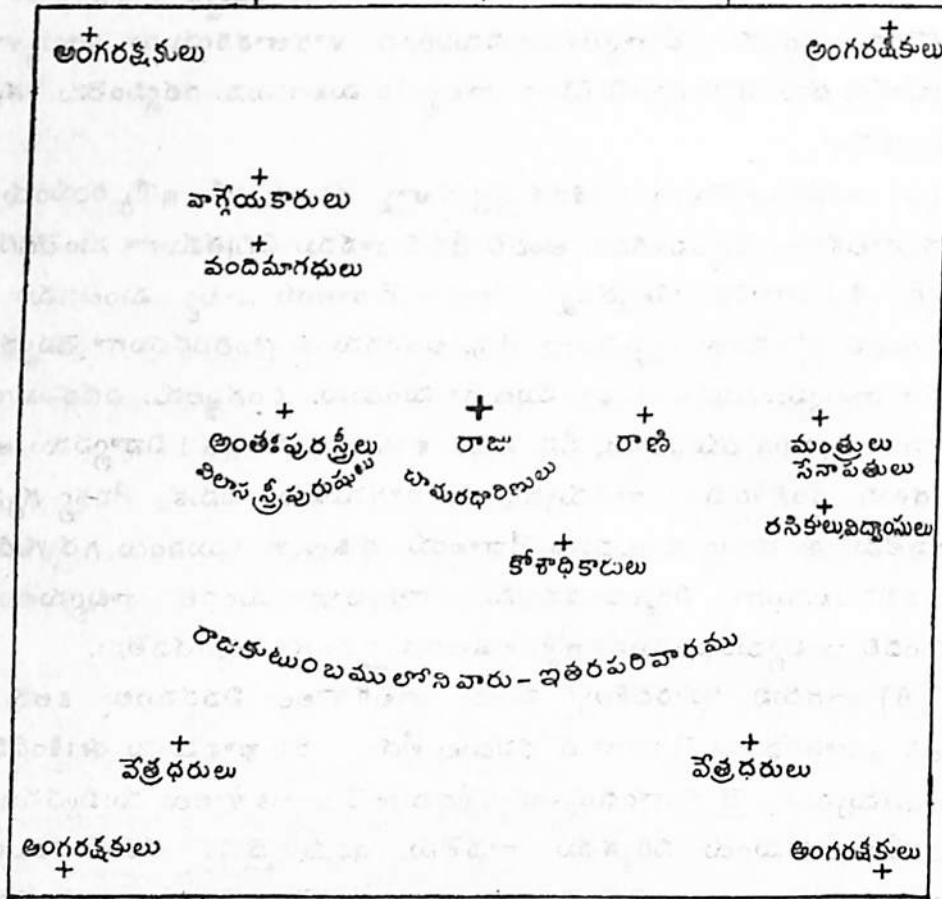 అంగరక్షకులు అంగరక్షకులు
వాగ్గేయకారులు
వందిమాగధులు
అంతఃపురస్త్రీలు రాజు రాణి మంత్రులు
విలాస స్త్రీపురుషులు చామరధారిణులు సేనాపతులు
రసికులు,విద్వాంసులు
కోశాధికారులు
రాజకుటుంబములోనివారు - ఇతరపరివారము
వేత్రధరులు వేత్రధరులు
అంగరక్షకులు అంగరక్షకులు